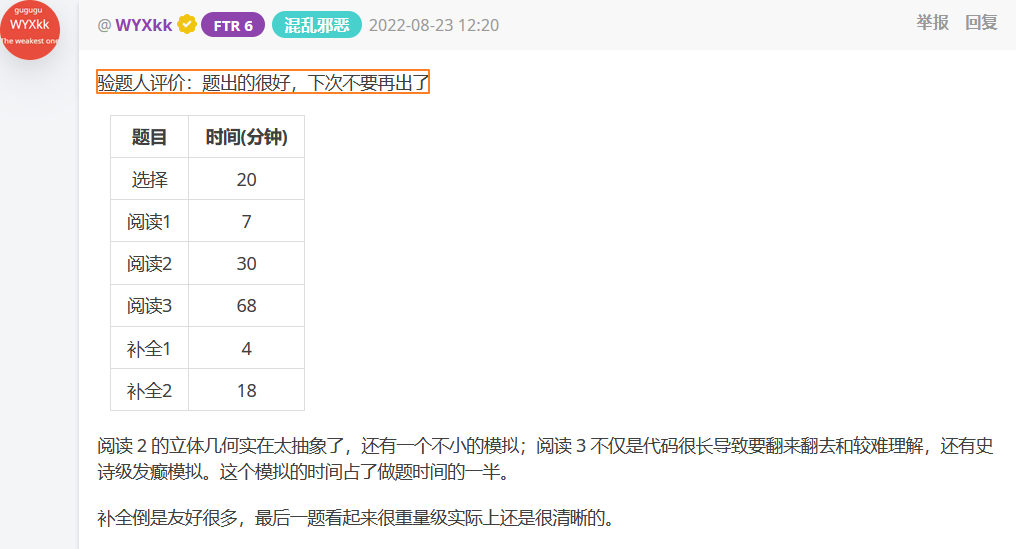 gugugu
WYXkk
The weakest one
@ WYXkk FTR 6 混乱邪恶 2022-08-23 12:20 举报 回复
验题人评价：题出的很好，下次不要再出了
题目 时间(分钟)
选择 20
阅读1 7
阅读2 30
阅读3 68
补全1 4
补全2 18
阅读 2 的立体几何实在太抽象了，还有一个不小的模拟；阅读 3 不仅是代码很长导致要翻来翻去和较难理解，还有史
诗级发癫模拟。这个模拟的时间占了做题时间的一半。
补全倒是友好很多，最后一题看起来很重量级实际上还是很清晰的。